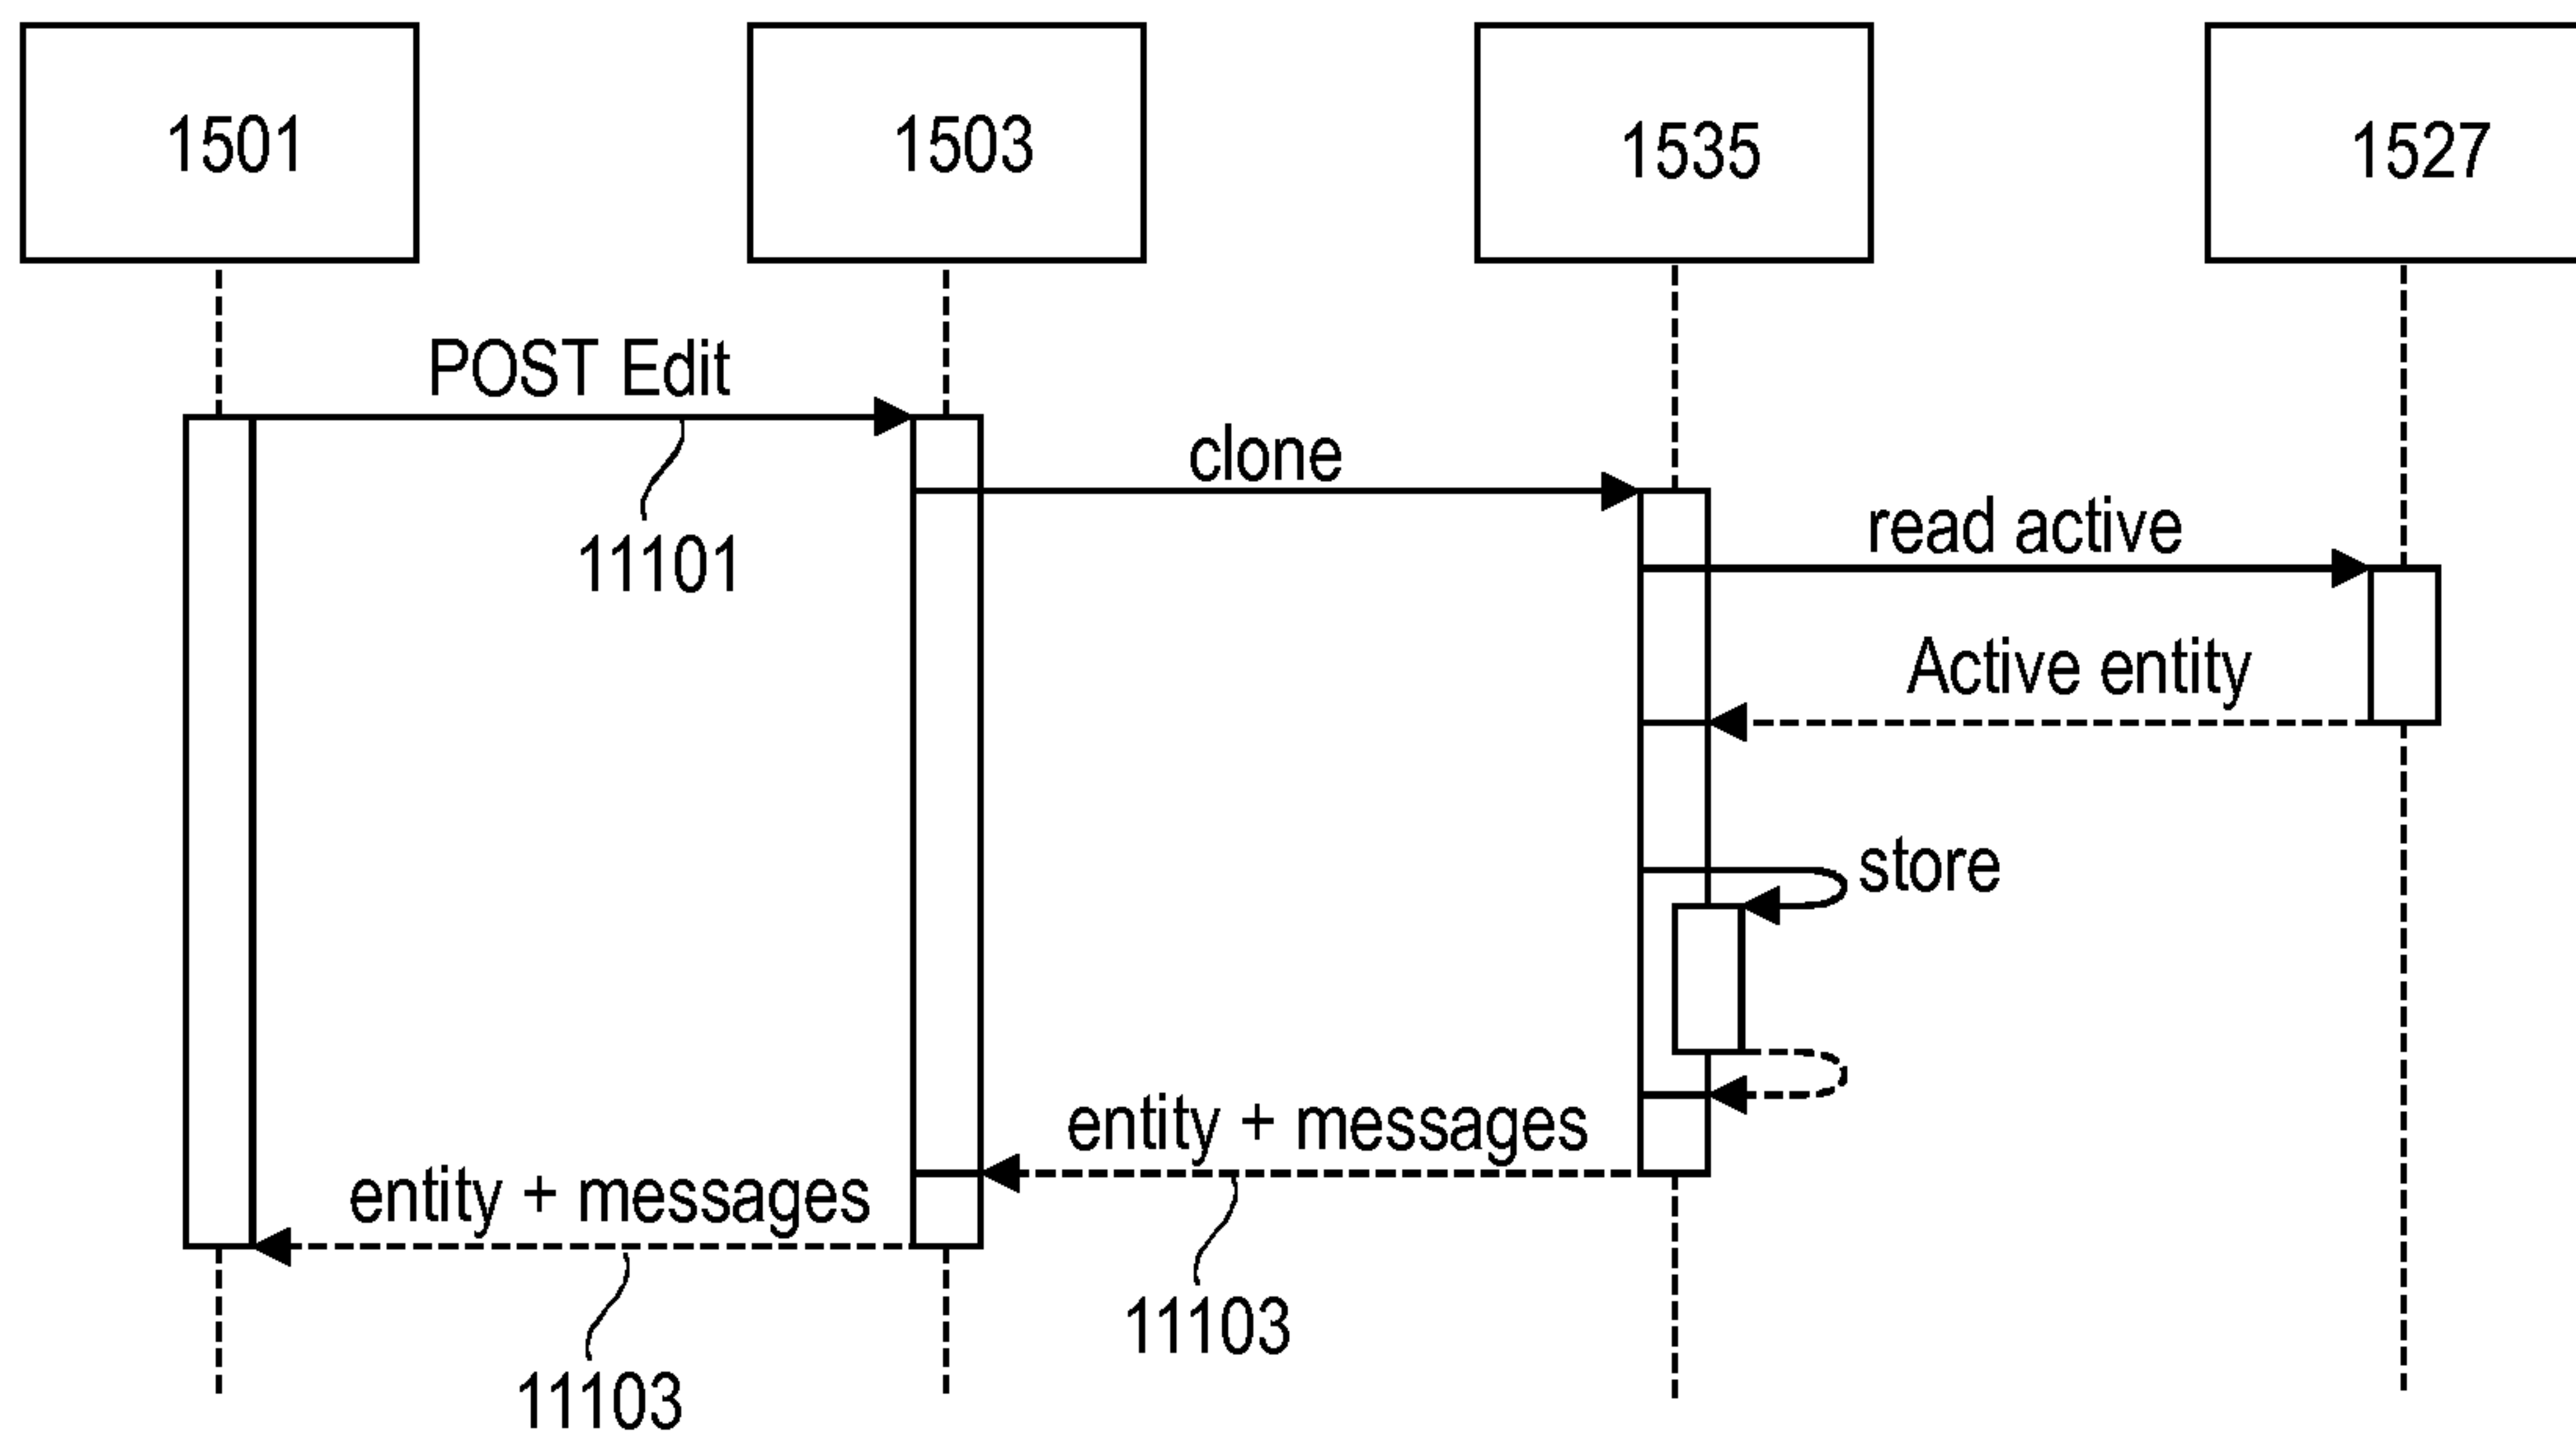 1501
1503
1535
1527
POST Edit
11101
clone
read active
Active entity
store
entity + messages
11103
entity + messages
11103